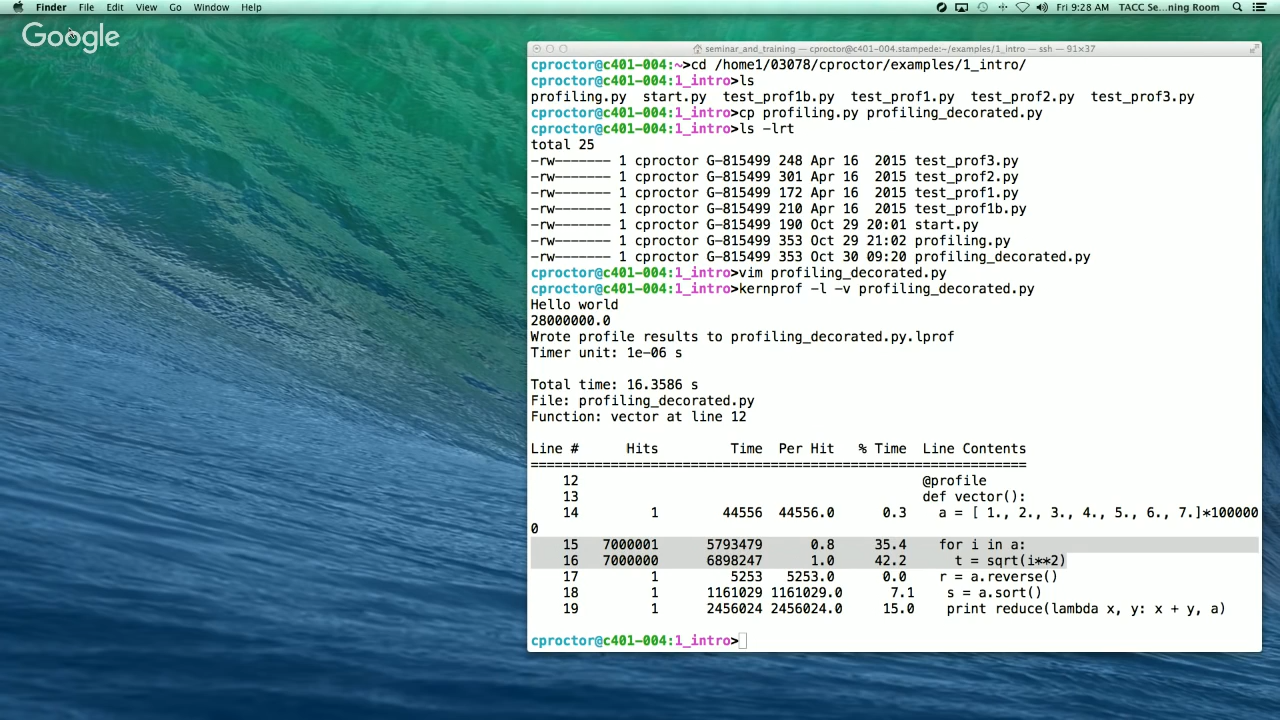 Finder File Edit View Go Window Help Fri 9:28 AM TACC Se...ning Room
Google
seminar_and_training — cproctor@c401-004.stampede:~/examples/1_intro — ssh — 91×37
cproctor@c401-004:~>cd /home1/03078/cproctor/examples/1_intro/
cproctor@c401-004:1_intro>ls
profiling.py  start.py  test_prof1b.py  test_prof1.py  test_prof2.py  test_prof3.py
cproctor@c401-004:1_intro>cp profiling.py profiling_decorated.py
cproctor@c401-004:1_intro>ls -lrt
total 25
-rw------- 1 cproctor G-815499 248 Apr 16  2015 test_prof3.py
-rw------- 1 cproctor G-815499 301 Apr 16  2015 test_prof2.py
-rw------- 1 cproctor G-815499 172 Apr 16  2015 test_prof1.py
-rw------- 1 cproctor G-815499 210 Apr 16  2015 test_prof1b.py
-rw------- 1 cproctor G-815499 190 Oct 29 20:01 start.py
-rw------- 1 cproctor G-815499 353 Oct 29 21:02 profiling.py
-rw------- 1 cproctor G-815499 353 Oct 30 09:20 profiling_decorated.py
cproctor@c401-004:1_intro>vim profiling_decorated.py
cproctor@c401-004:1_intro>kernprof -l -v profiling_decorated.py
Hello world
28000000.0
Wrote profile results to profiling_decorated.py.lprof
Timer unit: 1e-06 s
Total time: 16.3586 s
File: profiling_decorated.py
Function: vector at line 12
Line #      Hits         Time  Per Hit   % Time  Line Contents
==============================================================
12 @profile
13 def vector():
14 1 44556 44556.0 0.3 a = [ 1., 2., 3., 4., 5., 6., 7.]*100000
0
15 7000001 5793479 0.8 35.4 for i in a:
16 7000000 6898247 1.0 42.2 t = sqrt(i**2)
17 1 5253 5253.0 0.0 r = a.reverse()
18 1 1161029 1161029.0 7.1 s = a.sort()
19 1 2456024 2456024.0 15.0 print reduce(lambda x, y: x + y, a)
cproctor@c401-004:1_intro>